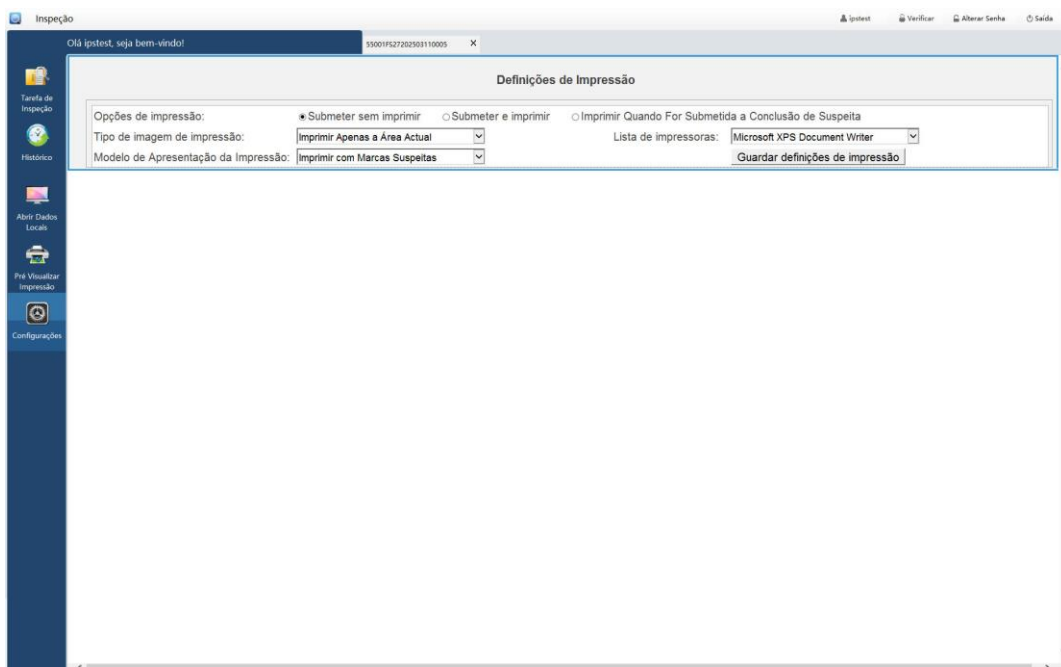 Inspeção
ipstest Verificar Alterar Senha Saída
Olá ipstest, seja bem-vindo!
55001FS27202503110005 X
Tarefa de
Inspeção
Histórico
Abrir Dados
Locais
Pré Visualizar
Impressão
Configurações
Definições de Impressão
Opções de impressão: Submeter sem imprimir Submeter e imprimir Imprimir Quando For Submetida a Conclusão de Suspeita
Tipo de imagem de impressão: Imprimir Apenas a Área Actual Lista de impressoras: Microsoft XPS Document Writer
Modelo de Apresentação da Impressão: Imprimir com Marcas Suspeitas Guardar definições de impressão